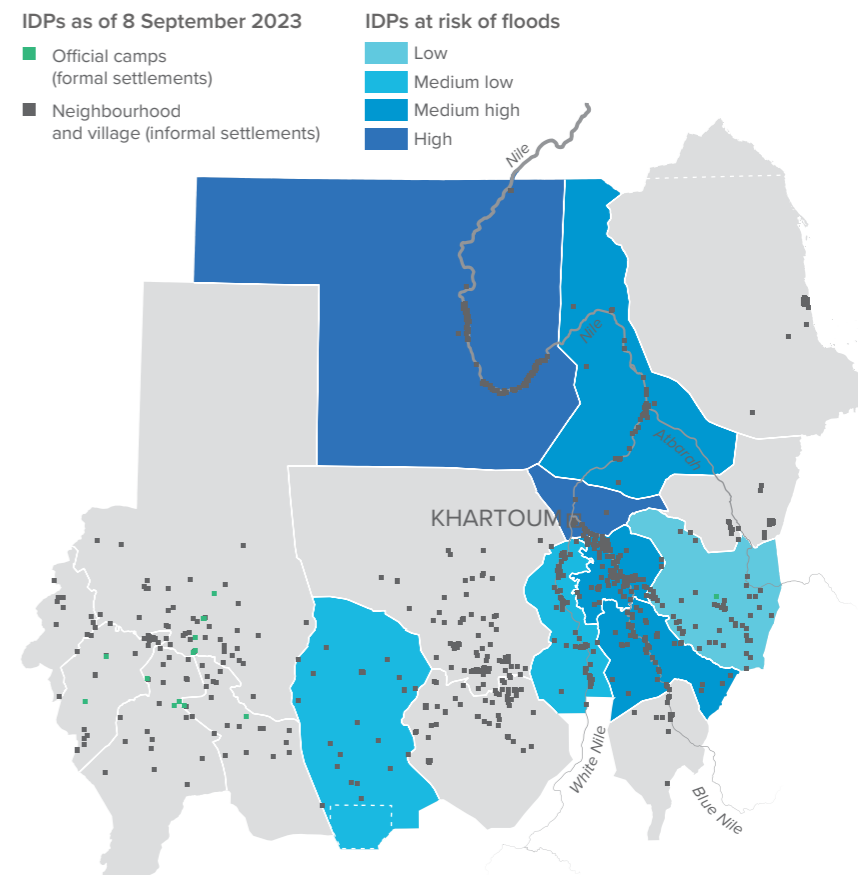 IDPs as of 8 September 2023
Official camps
(formal settlements)
Neighbourhood
and village (informal settlements)
IDPs at risk of floods
Low
Medium low
Medium high
High
Nile
Nile
Atbarah
KHARTOUM
White Nile
Blue Nile